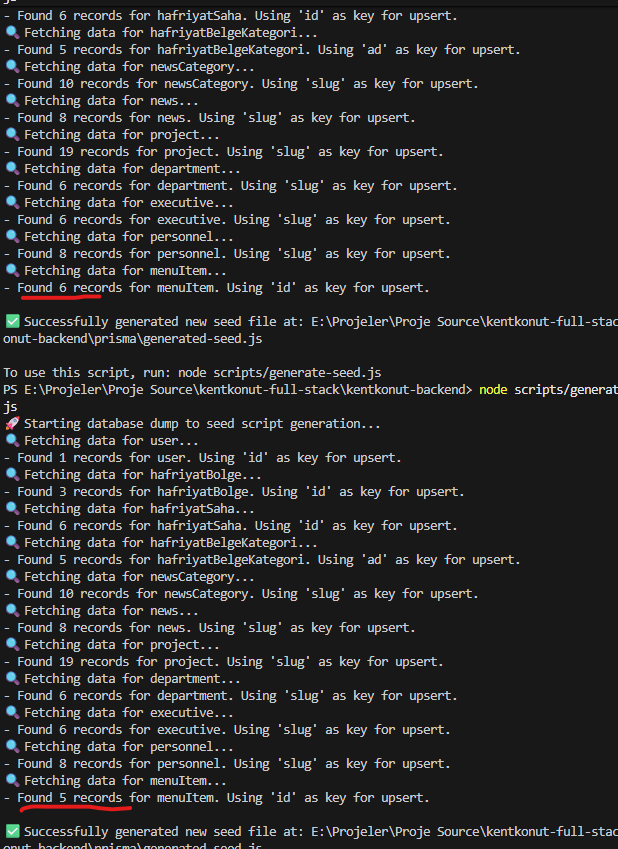 - Found 6 records for hafriyatSaha. Using 'id' as key for upsert.
🔍 Fetching data for hafriyatBelgeKategori...
- Found 5 records for hafriyatBelgeKategori. Using 'ad' as key for upsert.
🔍 Fetching data for newsCategory...
- Found 10 records for newsCategory. Using 'slug' as key for upsert.
🔍 Fetching data for news...
- Found 8 records for news. Using 'slug' as key for upsert.
🔍 Fetching data for project...
- Found 19 records for project. Using 'slug' as key for upsert.
🔍 Fetching data for department...
- Found 6 records for department. Using 'slug' as key for upsert.
🔍 Fetching data for executive...
- Found 6 records for executive. Using 'slug' as key for upsert.
🔍 Fetching data for personnel...
- Found 8 records for personnel. Using 'slug' as key for upsert.
🔍 Fetching data for menuItem...
- Found 6 records for menuItem. Using 'id' as key for upsert.
✅ Successfully generated new seed file at: E:\Projeler\Proje Source\kentkonut-full-stack
onut-backend\prisma\generated-seed.js
To use this script, run: node scripts/generate-seed.js
PS E:\Projeler\Proje Source\kentkonut-full-stack\kentkonut-backend> node scripts/generat
js
🚀 Starting database dump to seed script generation...
🔍 Fetching data for user...
- Found 1 records for user. Using 'id' as key for upsert.
🔍 Fetching data for hafriyatBolge...
- Found 3 records for hafriyatBolge. Using 'id' as key for upsert.
🔍 Fetching data for hafriyatSaha...
- Found 6 records for hafriyatSaha. Using 'id' as key for upsert.
🔍 Fetching data for hafriyatBelgeKategori...
- Found 5 records for hafriyatBelgeKategori. Using 'ad' as key for upsert.
🔍 Fetching data for newsCategory...
- Found 10 records for newsCategory. Using 'slug' as key for upsert.
🔍 Fetching data for news...
- Found 8 records for news. Using 'slug' as key for upsert.
🔍 Fetching data for project...
- Found 19 records for project. Using 'slug' as key for upsert.
🔍 Fetching data for department...
- Found 6 records for department. Using 'slug' as key for upsert.
🔍 Fetching data for executive...
- Found 6 records for executive. Using 'slug' as key for upsert.
🔍 Fetching data for personnel...
- Found 8 records for personnel. Using 'slug' as key for upsert.
🔍 Fetching data for menuItem...
- Found 5 records for menuItem. Using 'id' as key for upsert.
✅ Successfully generated new seed file at: E:\Projeler\Proje Source\kentkonut-full-stac
onut-backend\prisma\generated-seed.js